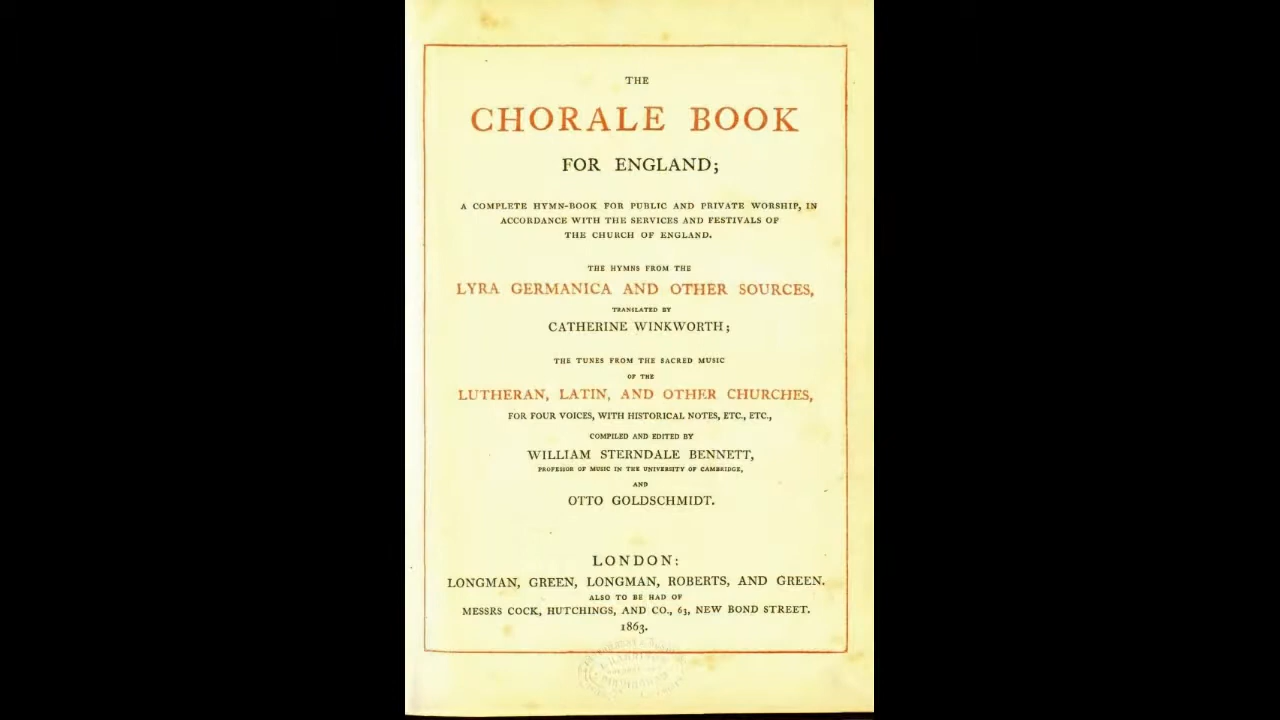 THE
CHORALE BOOK
FOR ENGLAND;
A COMPLETE HYMN-BOOK FOR PUBLIC AND PRIVATE WORSHIP, IN
ACCORDANCE WITH THE SERVICES AND FESTIVALS OF
THE CHURCH OF ENGLAND.
THE HYMNS FROM THE
LYRA GERMANICA AND OTHER SOURCES,
TRANSLATED BY
CATHERINE WINKWORTH;
THE TUNES FROM THE SACRED MUSIC
OF THE
LUTHERAN, LATIN, AND OTHER CHURCHES,
FOR FOUR VOICES, WITH HISTORICAL NOTES, ETC., ETC.,
COMPILED AND EDITED BY
WILLIAM STERNDALE BENNETT,
PROFESSOR OF MUSIC IN THE UNIVERSITY OF CAMBRIDGE,
AND
OTTO GOLDSCHMIDT.
LONDON:
LONGMAN, GREEN, LONGMAN, ROBERTS, AND GREEN.
ALSO TO BE HAD OF
MESSRS COCK, HUTCHINGS, AND CO., 63, NEW BOND STREET.
1863.